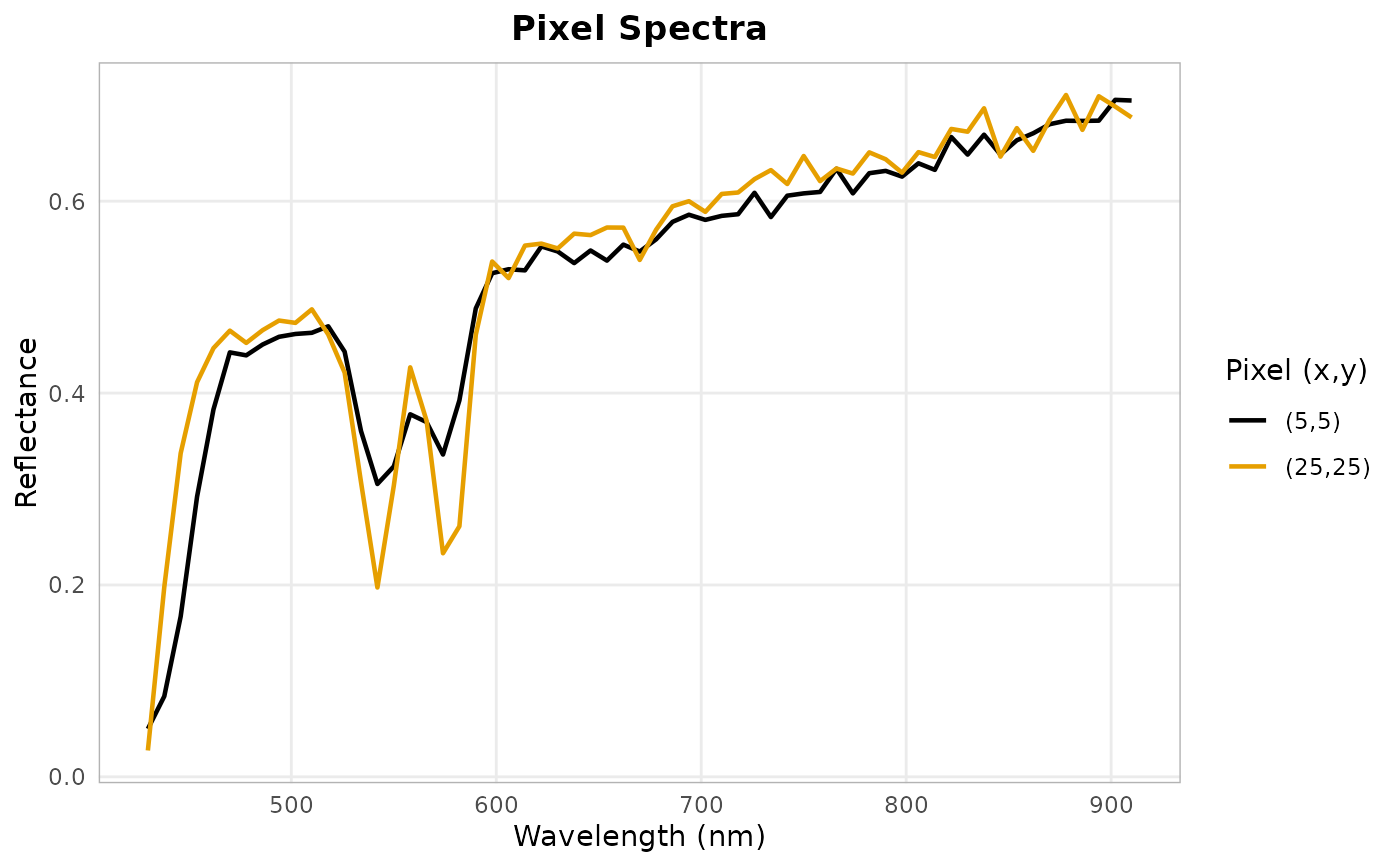 Pixel Spectra
Reflectance
0.6
0.4
0.2
0.0
500 600 700 800 900
Wavelength (nm)
Pixel (x,y)
(5,5)
(25,25)